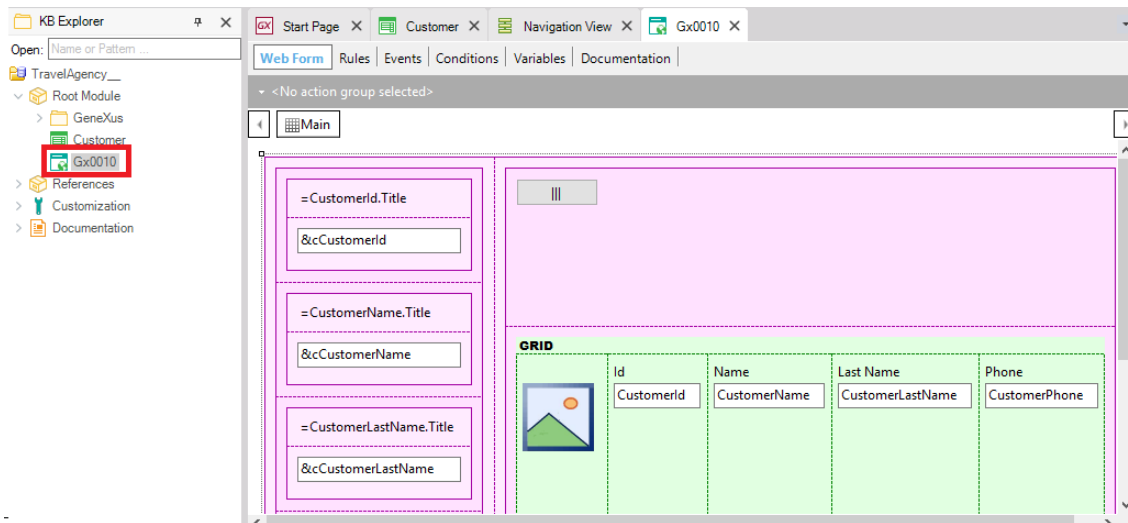 KB Explorer
Open: Name or Pattern ...
TravelAgency__
Root Module
GeneXus
Customer
Gx0010
References
Customization
Documentation
GX Start Page
Customer
Navigation View
Gx0010
Web Form
Rules
Events
Conditions
Variables
Documentation
<No action group selected>
Main
=CustomerId.Title
&cCustomerId
=CustomerName.Title
&cCustomerName
=CustomerLastName.Title
&cCustomerLastName
GRID
Id
Name
Last Name
Phone
CustomerId
CustomerName
CustomerLastName
CustomerPhone